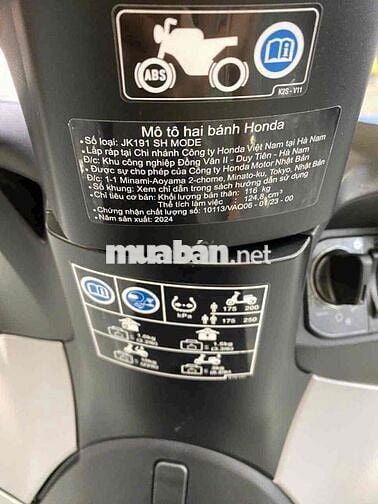 ABS
K2S - V11
Mô tô hai bánh Honda
• Số loại: JK191 SH MODE
• Lắp ráp tại Chi nhánh Công ty Honda Việt Nam tại Hà Nam
Đ/c: Khu công nghiệp Đồng Văn II - Duy Tiên - Hà Nam
• Được sự cho phép của Công ty Honda Motor Nhật Bản
Đ/c: 1-1 Minami-Aoyama 2-chome, Minato-ku, Tokyo, Nhật Bản
• Số khung: Xem chỉ dẫn trong sách hướng dẫn sử dụng
• Chỉ tiêu cơ bản: Khối lượng bản thân: 116 kg
Thể tích làm việc : 124,8 cm³
• Chứng nhận chất lượng số: 10113/VAQ06 - 01/23 - 00
• Năm sản xuất: 2024
muabán.net
kPa
175 200
175 250
1.5kg
(3.3lb)